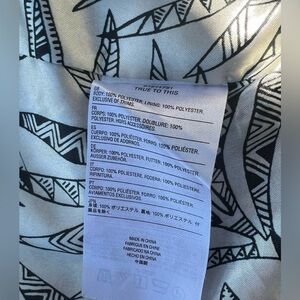 TRUE TO THIS
GB
BODY: 100% POLYESTER, LINING: 100% POLYESTER,
EXCLUSIVE OF TRIMS.
FR
CORPS: 100% POLYESTER, DOUBLURE: 100%
POLYESTER, HORS ACCESSOIRES
ES
CUERPO: 100% POLIÉSTER, FORRO: 100% POLIÉSTER,
EXCLUSIVO DE ADORNOS.
DE
KÖRPER: 100% POLYESTER, FUTTER: 100% POLYESTER,
AUSSER ZUBEHÖR.
IT
CORPO: 100% POLIESTERE, FODERA: 100% POLIESTERE,
RIFINITURA.
PT
CORPO: 100% POLIÉSTER, FORRO: 100% POLIÉSTER,
AVIAMENTOS EXCLUSIVOS.
100% ポリエステル, 裏地: 100% ポリエステル,
MADE IN CHINA
FABRIQUE EN CHINE
FABRICADO NA CHINA
HECHO EN CHINA
中国製